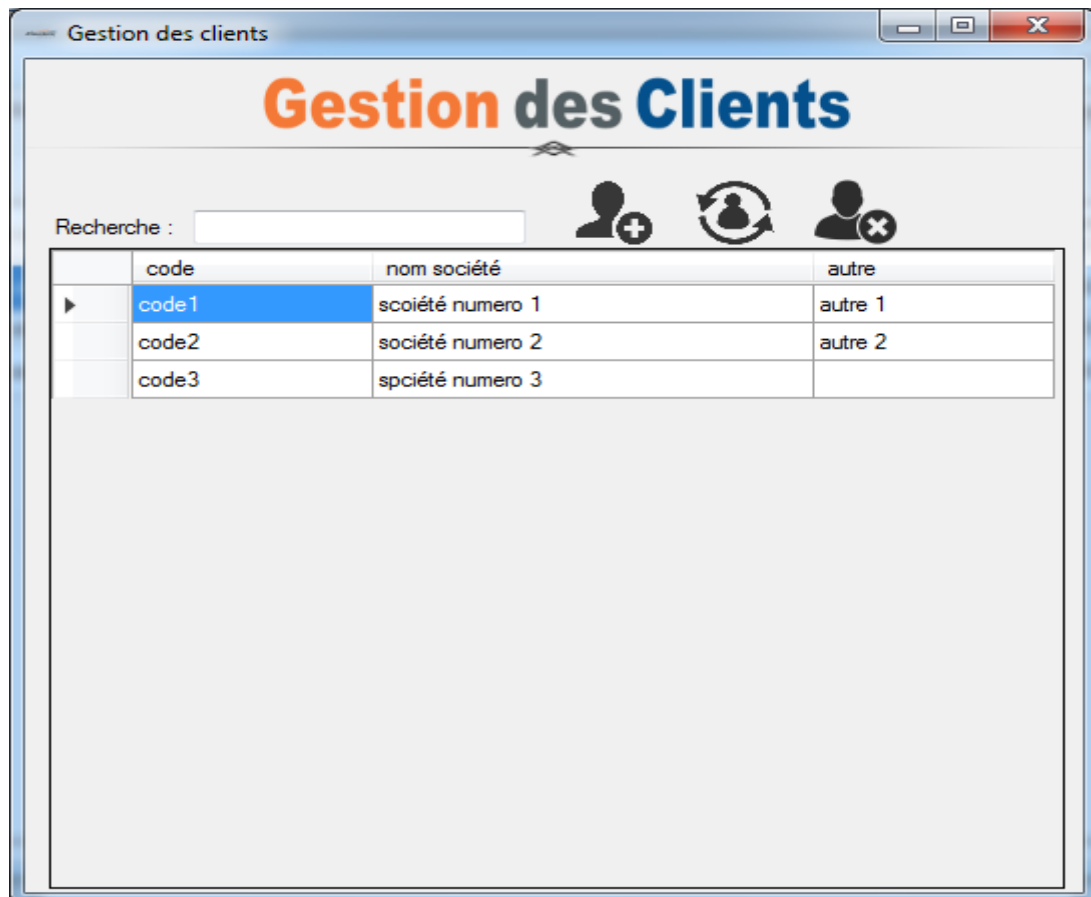 Gestion des clients
Gestion des Clients
Recherche :
code nom société autre
code1 scoiété numero 1 autre 1
code2 société numero 2 autre 2
code3 spciété numero 3